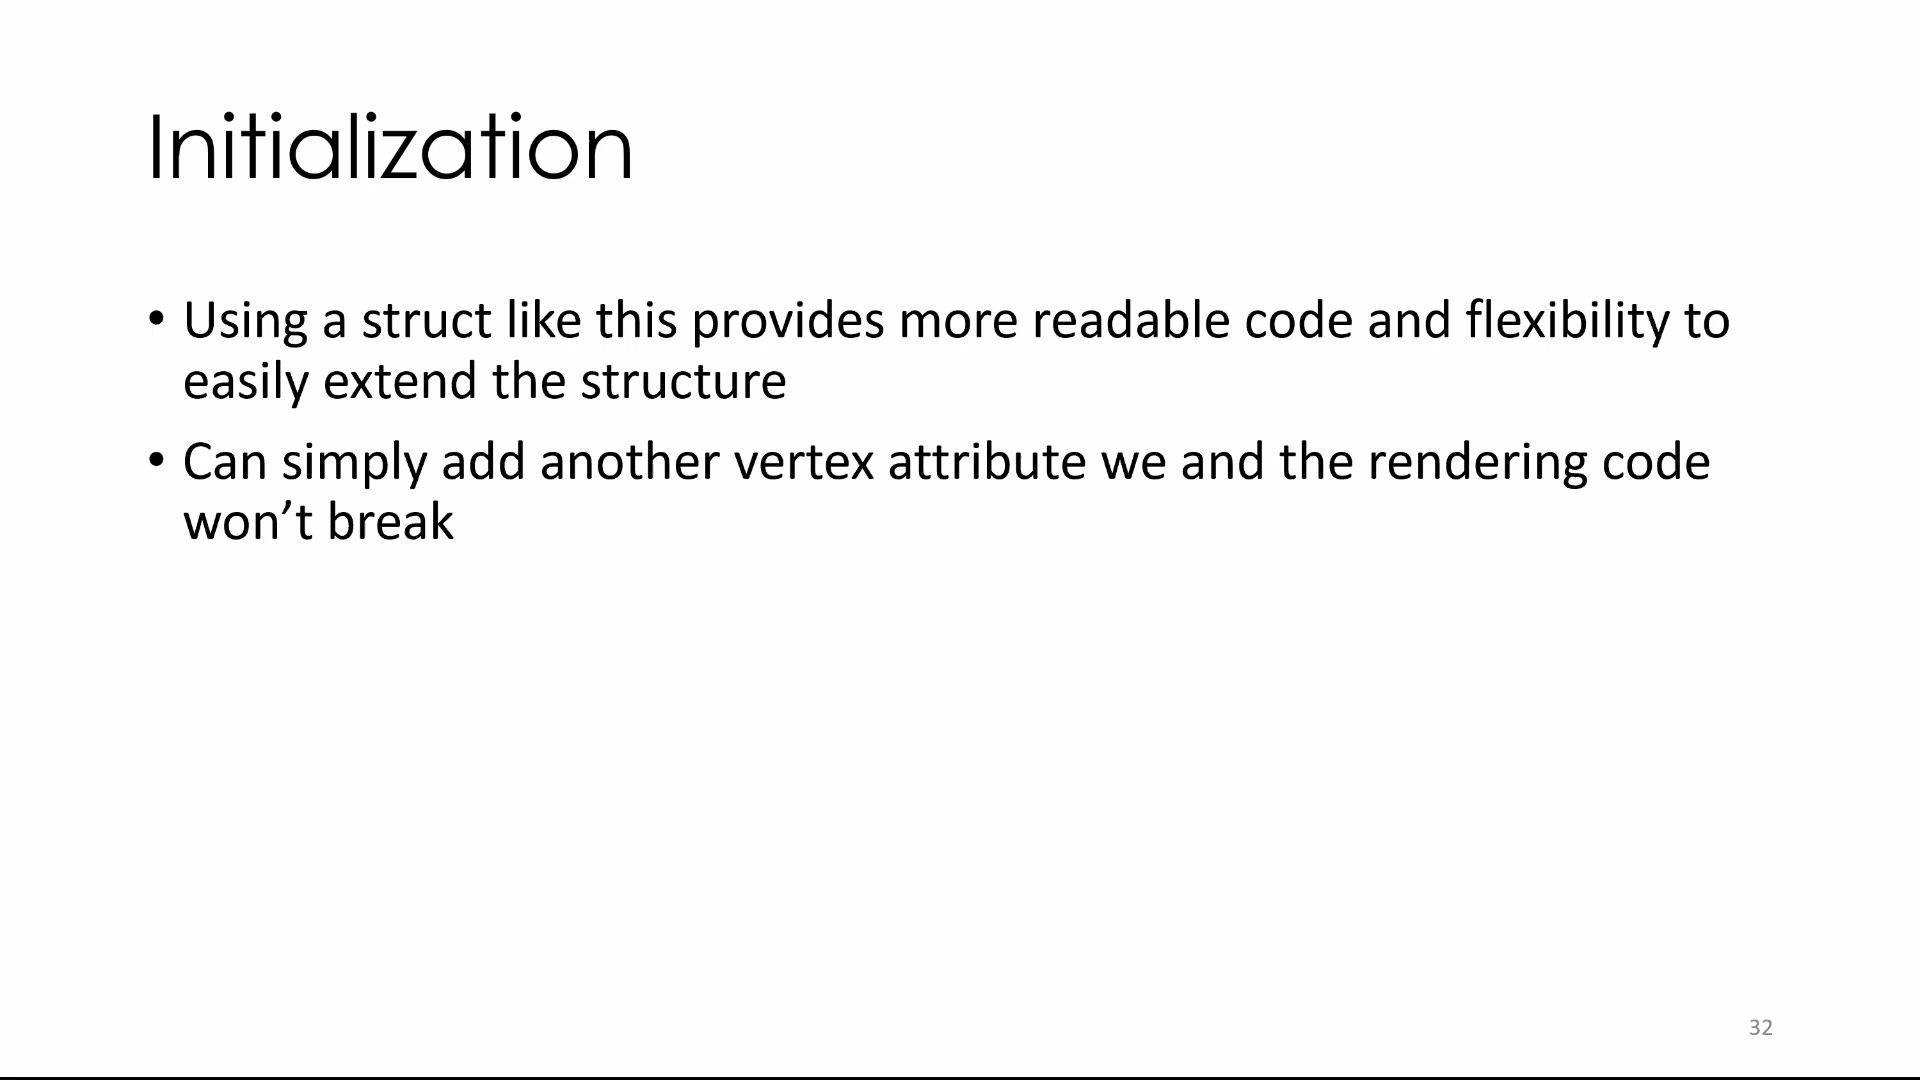 Initialization
• Using a struct like this provides more readable code and flexibility to
easily extend the structure
• Can simply add another vertex attribute we and the rendering code
won’t break
32